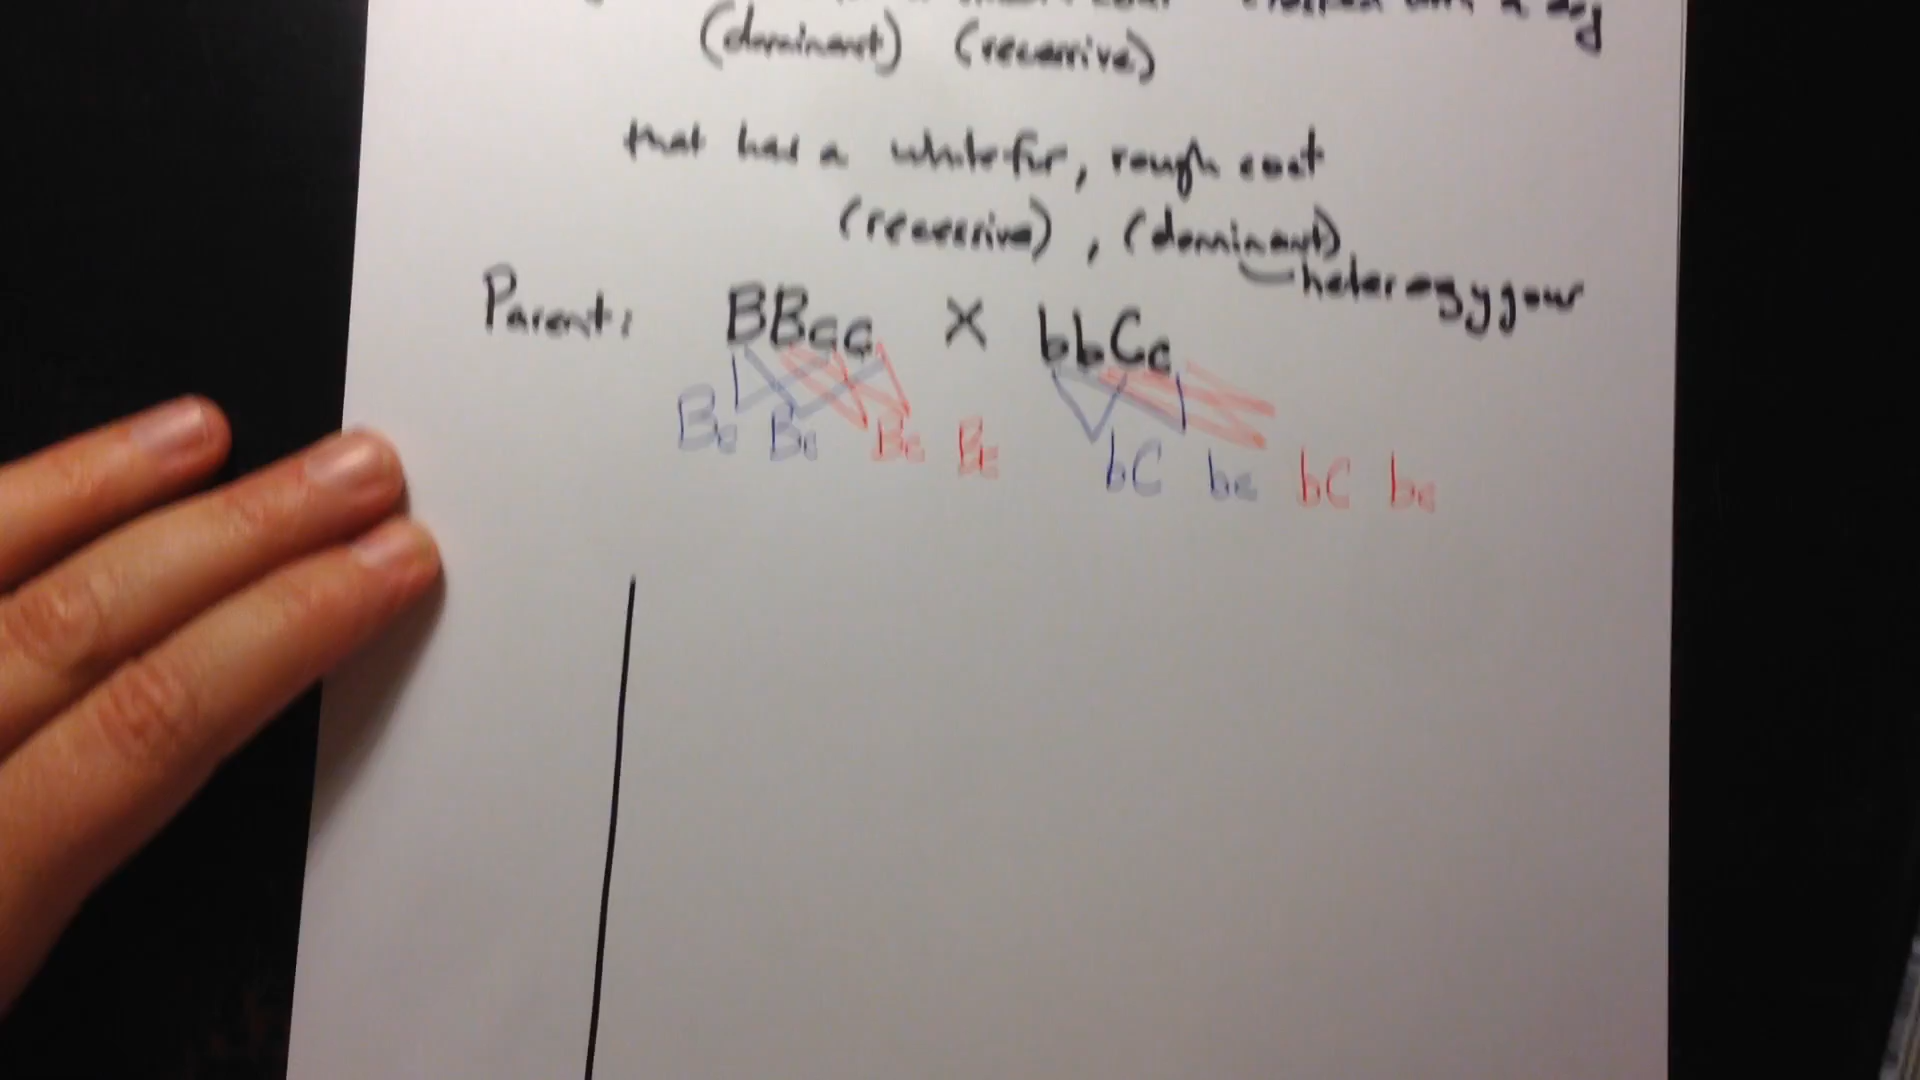 a dog
(dominant) (recessive)
that has a white fur, rough coat
(recessive), (dominant)
heterozygous
Parent: BBcc X bbCc
Bc Bc Bc Bc bC bc bC bc